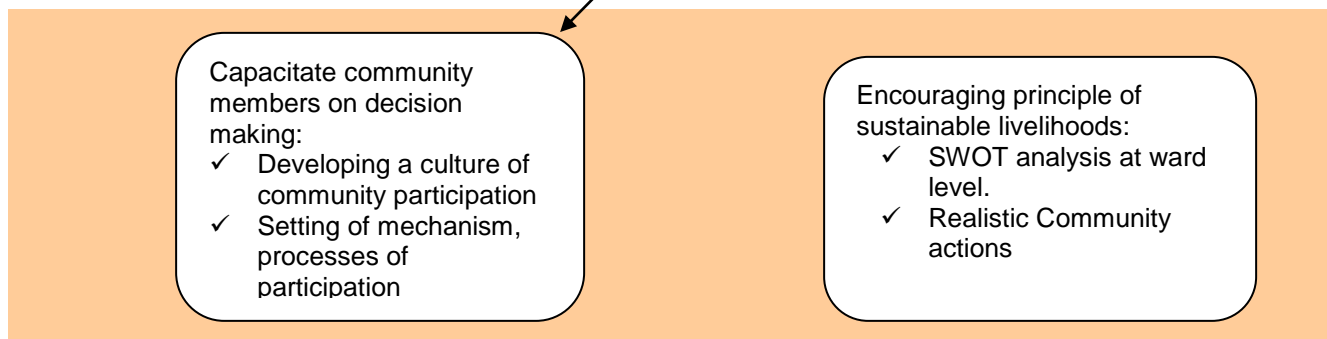 Capacitate community
members on decision
making:
✓ Developing a culture of
community participation
✓ Setting of mechanism,
processes of
participation
Encouraging principle of
sustainable livelihoods:
✓ SWOT analysis at ward
level.
✓ Realistic Community
actions